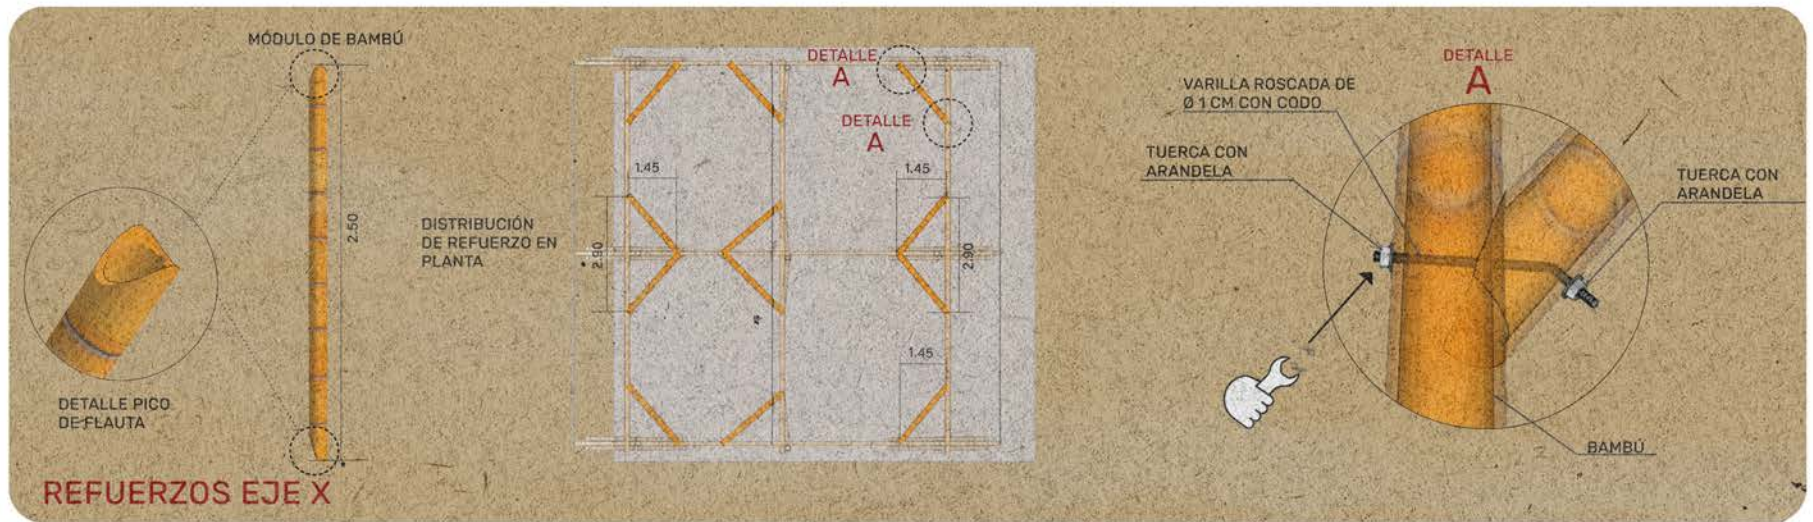 MÓDULO DE BAMBÚ
2.50
DETALLE PICO
DE FLAUTA
REFUERZOS EJE X
DISTRIBUCIÓN
DE REFUERZO EN
PLANTA
DETALLE
A
DETALLE
A
1.45
1.45
2.90
2.90
1.45
DETALLE
A
VARILLA ROSCADA DE
Ø 1 CM CON CODO
TUERCA CON
ARANDELA
TUERCA CON
ARANDELA
BAMBÚ